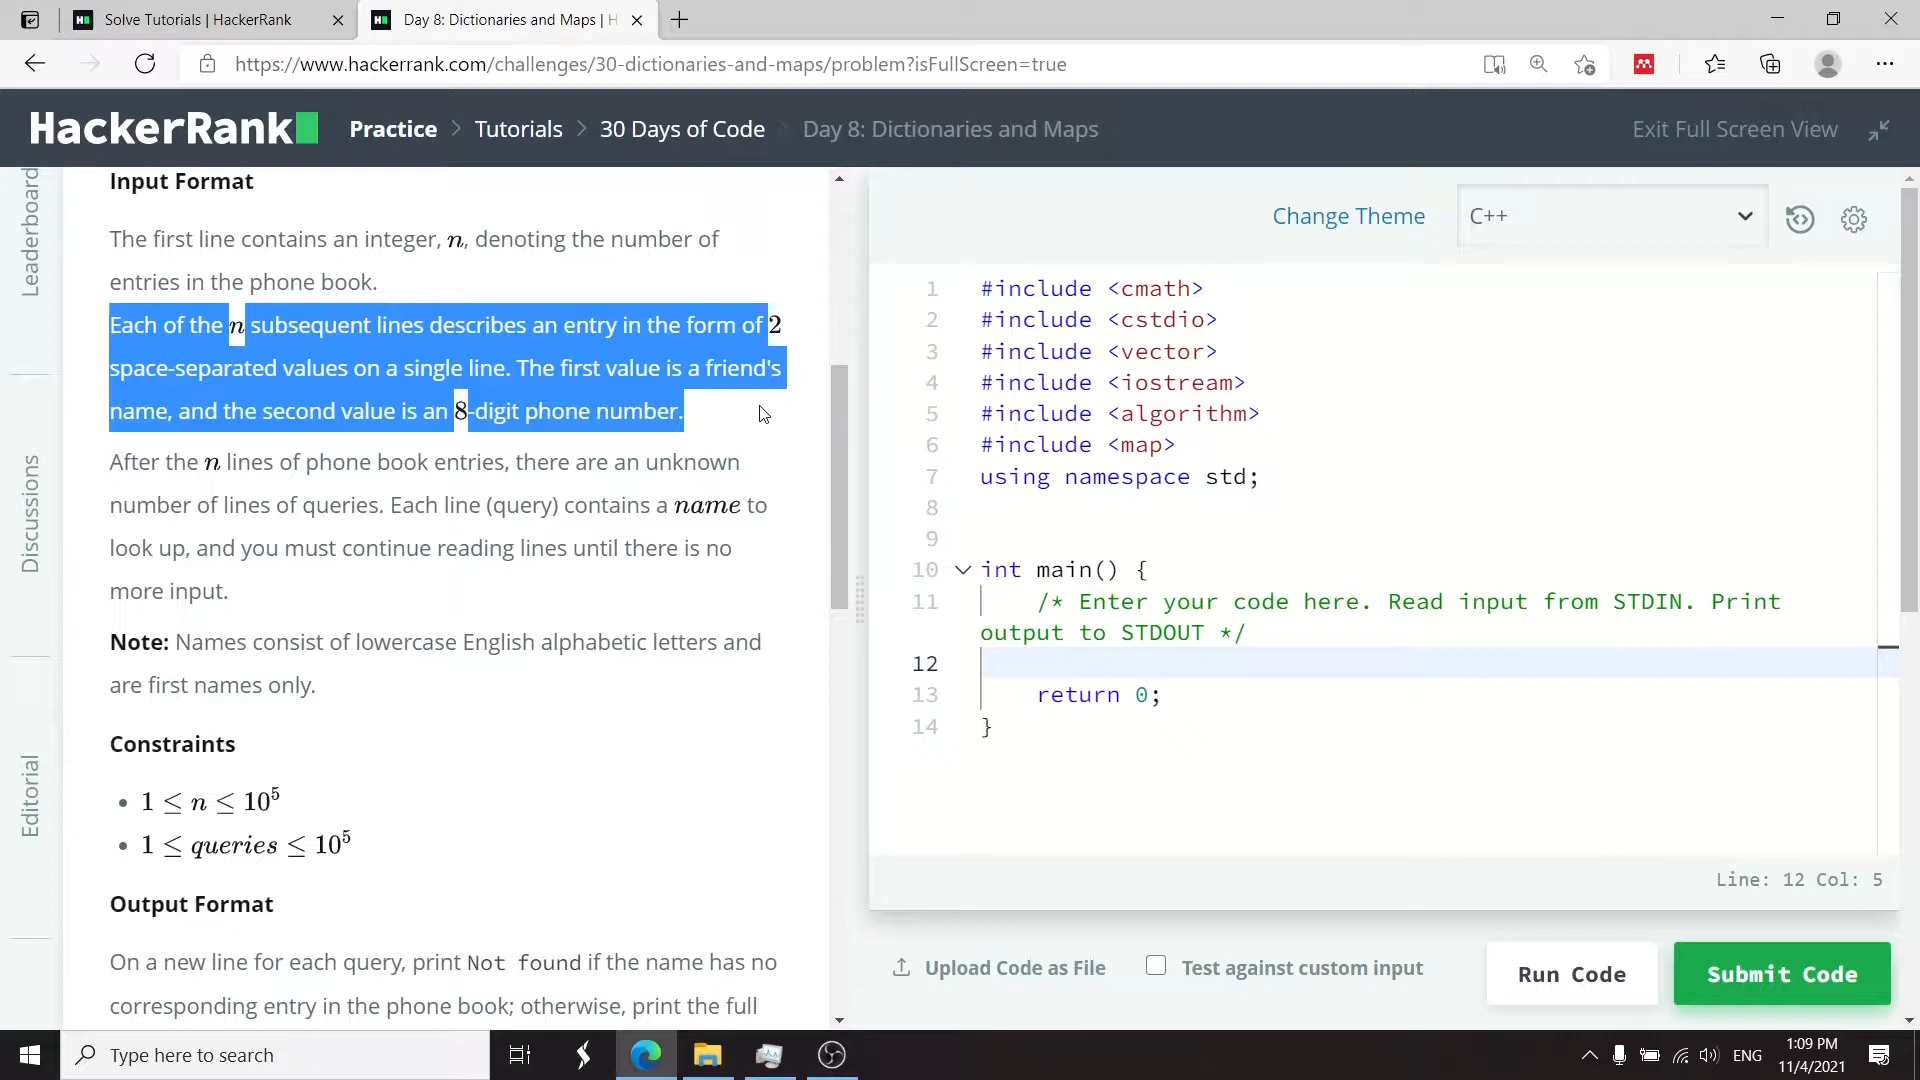 Solve Tutorials | HackerRank
Day 8: Dictionaries and Maps | H
https://www.hackerrank.com/challenges/30-dictionaries-and-maps/problem?isFullScreen=true
HackerRank
Practice > Tutorials > 30 Days of Code > Day 8: Dictionaries and Maps
Exit Full Screen View
Leaderboard
Discussions
Editorial
Input Format
The first line contains an integer, n, denoting the number of
entries in the phone book.
Each of the n subsequent lines describes an entry in the form of 2
space-separated values on a single line. The first value is a friend's
name, and the second value is an 8-digit phone number.
After the n lines of phone book entries, there are an unknown
number of lines of queries. Each line (query) contains a name to
look up, and you must continue reading lines until there is no
more input.
Note: Names consist of lowercase English alphabetic letters and
are first names only.
Constraints
• 1 ≤ n ≤ 10⁵
• 1 ≤ queries ≤ 10⁵
Output Format
On a new line for each query, print Not found if the name has no
corresponding entry in the phone book; otherwise, print the full
Change Theme
C++
1 #include <cmath>
2 #include <cstdio>
3 #include <vector>
4 #include <iostream>
5 #include <algorithm>
6 #include <map>
7 using namespace std;
8
9
10 int main() {
11 /* Enter your code here. Read input from STDIN. Print
output to STDOUT */
12
13 return 0;
14 }
Line: 12 Col: 5
Upload Code as File
Test against custom input
Run Code
Submit Code
Type here to search
ENG
1:09 PM
11/4/2021